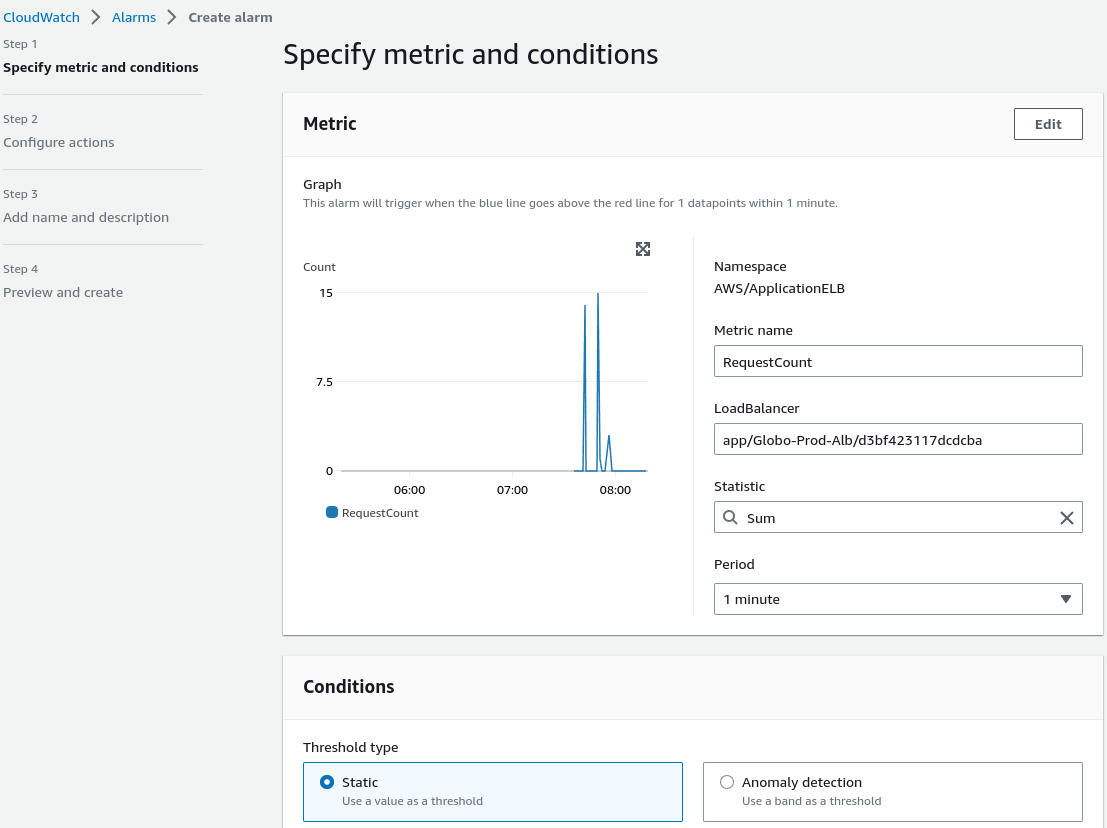 CloudWatch > Alarms > Create alarm
Step 1
Specify metric and conditions
Step 2
Configure actions
Step 3
Add name and description
Step 4
Preview and create
Specify metric and conditions
Metric
Edit
Graph
This alarm will trigger when the blue line goes above the red line for 1 datapoints within 1 minute.
Count
15
7.5
0
06:00 07:00 08:00
RequestCount
Namespace
AWS/ApplicationELB
Metric name
RequestCount
LoadBalancer
app/Globo-Prod-Alb/d3bf423117dcdcba
Statistic
Sum
Period
1 minute
Conditions
Threshold type
Static
Use a value as a threshold
Anomaly detection
Use a band as a threshold